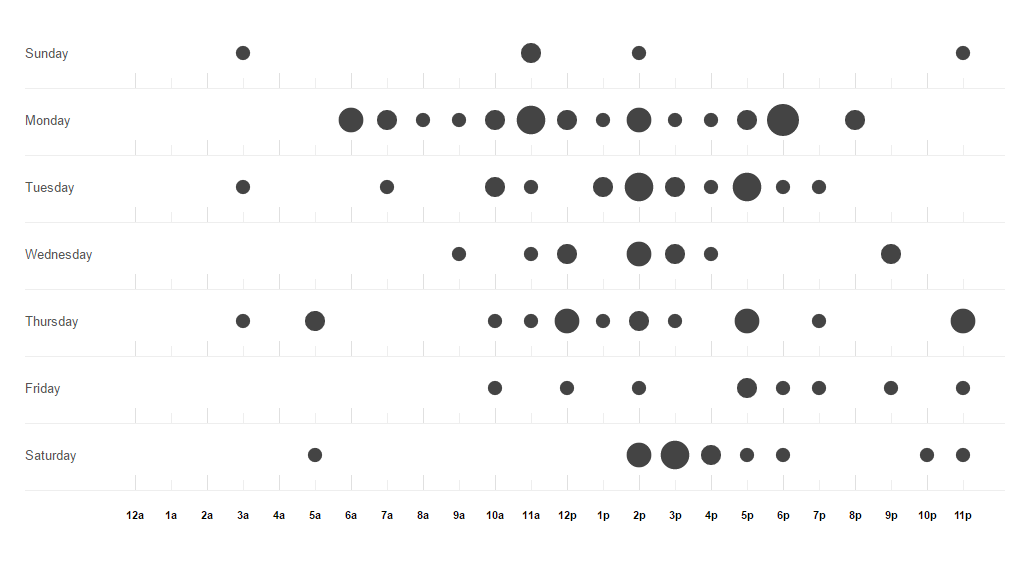 Sunday
Monday
Tuesday
Wednesday
Thursday
Friday
Saturday
12a 1a 2a 3a 4a 5a 6a 7a 8a 9a 10a 11a 12p 1p 2p 3p 4p 5p 6p 7p 8p 9p 10p 11p